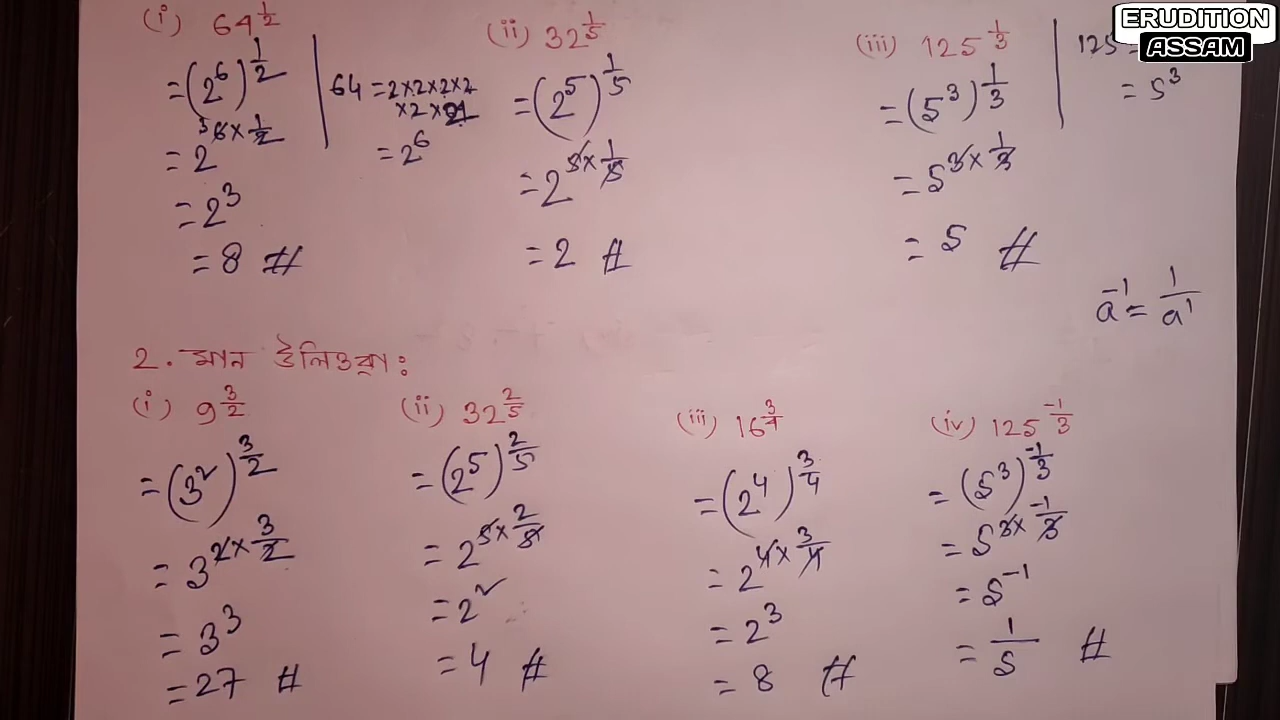 ERUDITION
ASSAM
(i) 64^(1/2)
= (2^6)^(1/2)
= 2^(6×1/2)
= 2^3
= 8 #
64 = 2×2×2×2
×2×2
= 2^6
(ii) 32^(1/5)
= (2^5)^(1/5)
= 2^(5×1/5)
= 2 #
(iii) 125^(1/3)
= (5^3)^(1/3)
= 5^(3×1/3)
= 5 #
125 =
= 5^3
a^-1 = 1/a^1
2. মান উলিওৱা:
(i) 9^(3/2)
= (3^2)^(3/2)
= 3^(2×3/2)
= 3^3
= 27 #
(ii) 32^(2/5)
= (2^5)^(2/5)
= 2^(5×2/5)
= 2^2
= 4 #
(iii) 16^(3/4)
= (2^4)^(3/4)
= 2^(4×3/4)
= 2^3
= 8 #
(iv) 125^(-1/3)
= (5^3)^(-1/3)
= 5^(3×-1/3)
= 5^-1
= 1/5 #